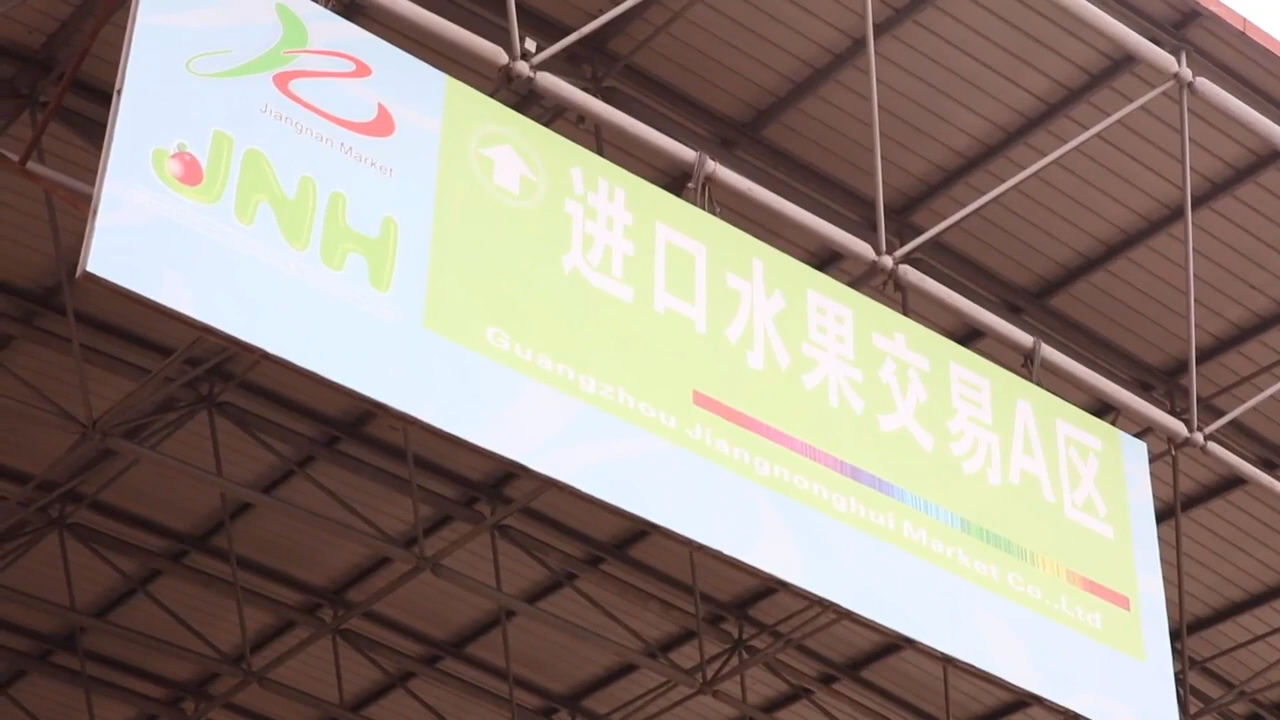 Jiangnan Market
JNH
进口水果交易A区
Guangzhou Jiangnonghui Market Co.,Ltd